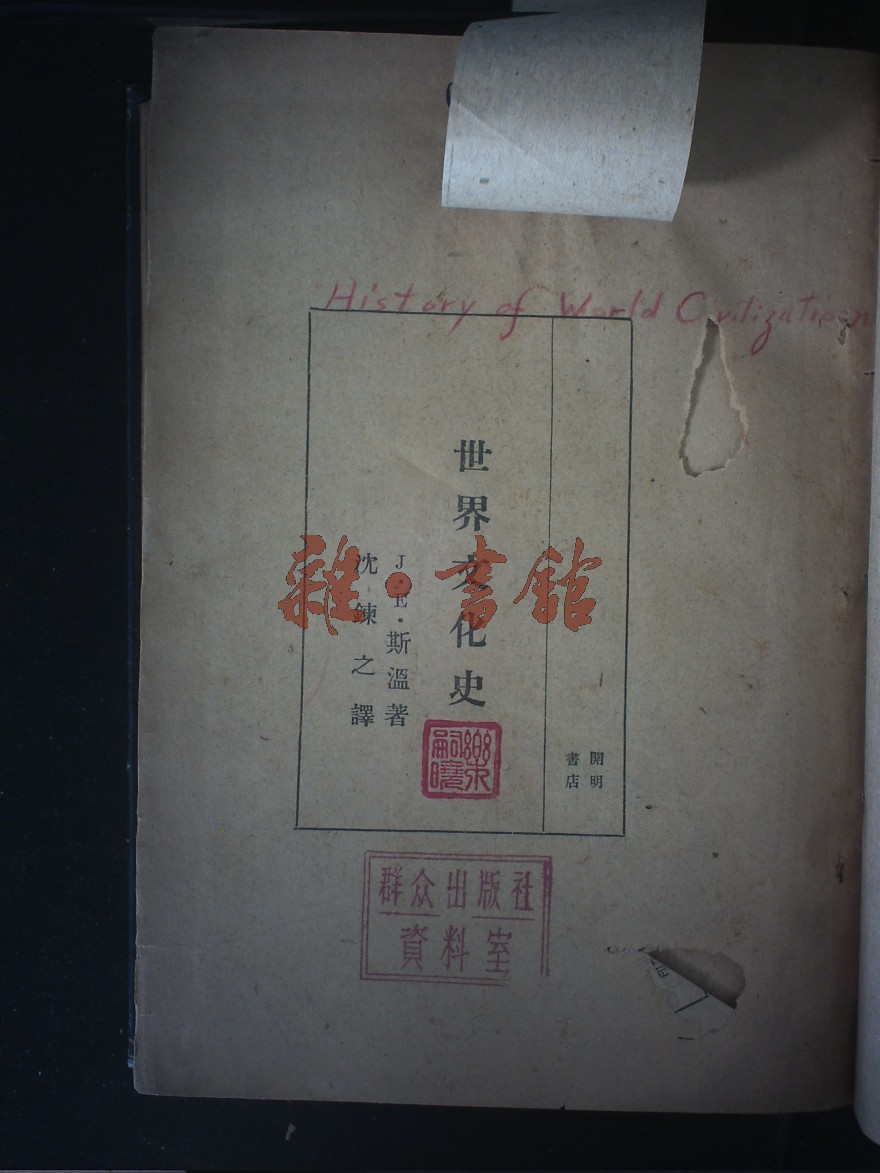 History of World Civilization
世界文化史
J·E·斯溫著
沈鍊之譯
開明
書店
雜·書館
群众出版社
資料室